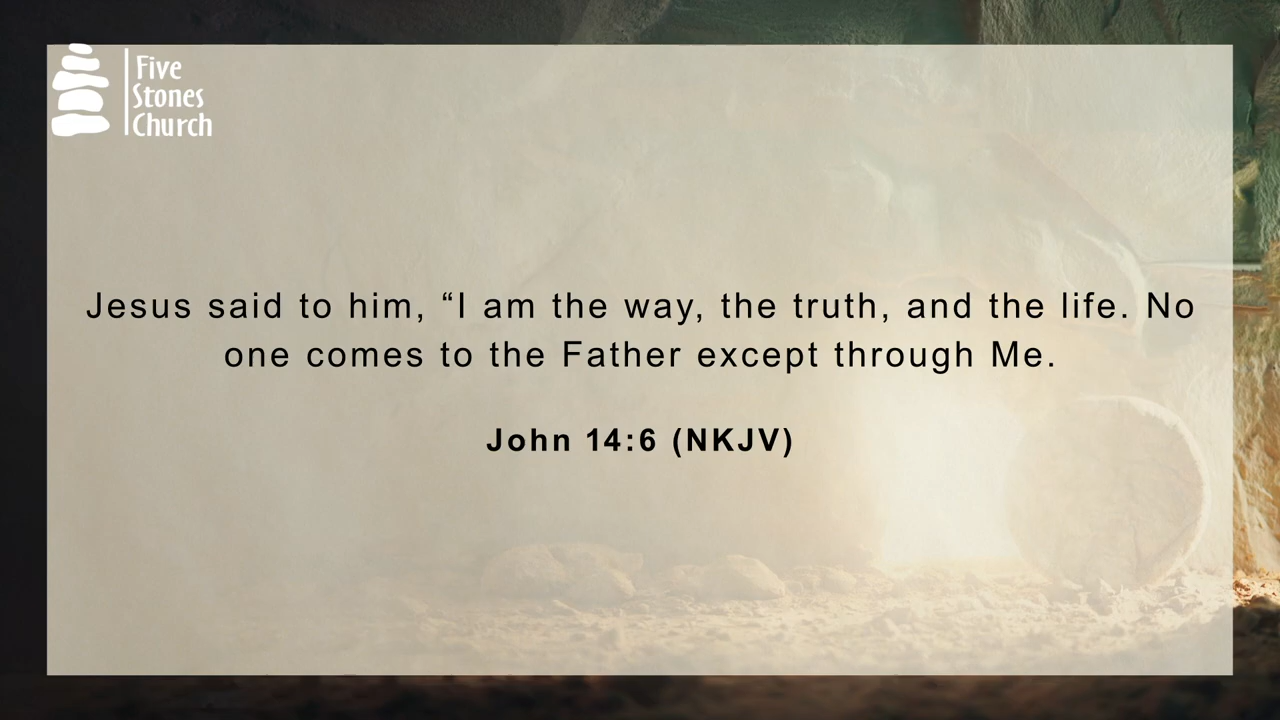 Five
Stones
Church
Jesus said to him, “I am the way, the truth, and the life. No
one comes to the Father except through Me.
John 14:6 (NKJV)